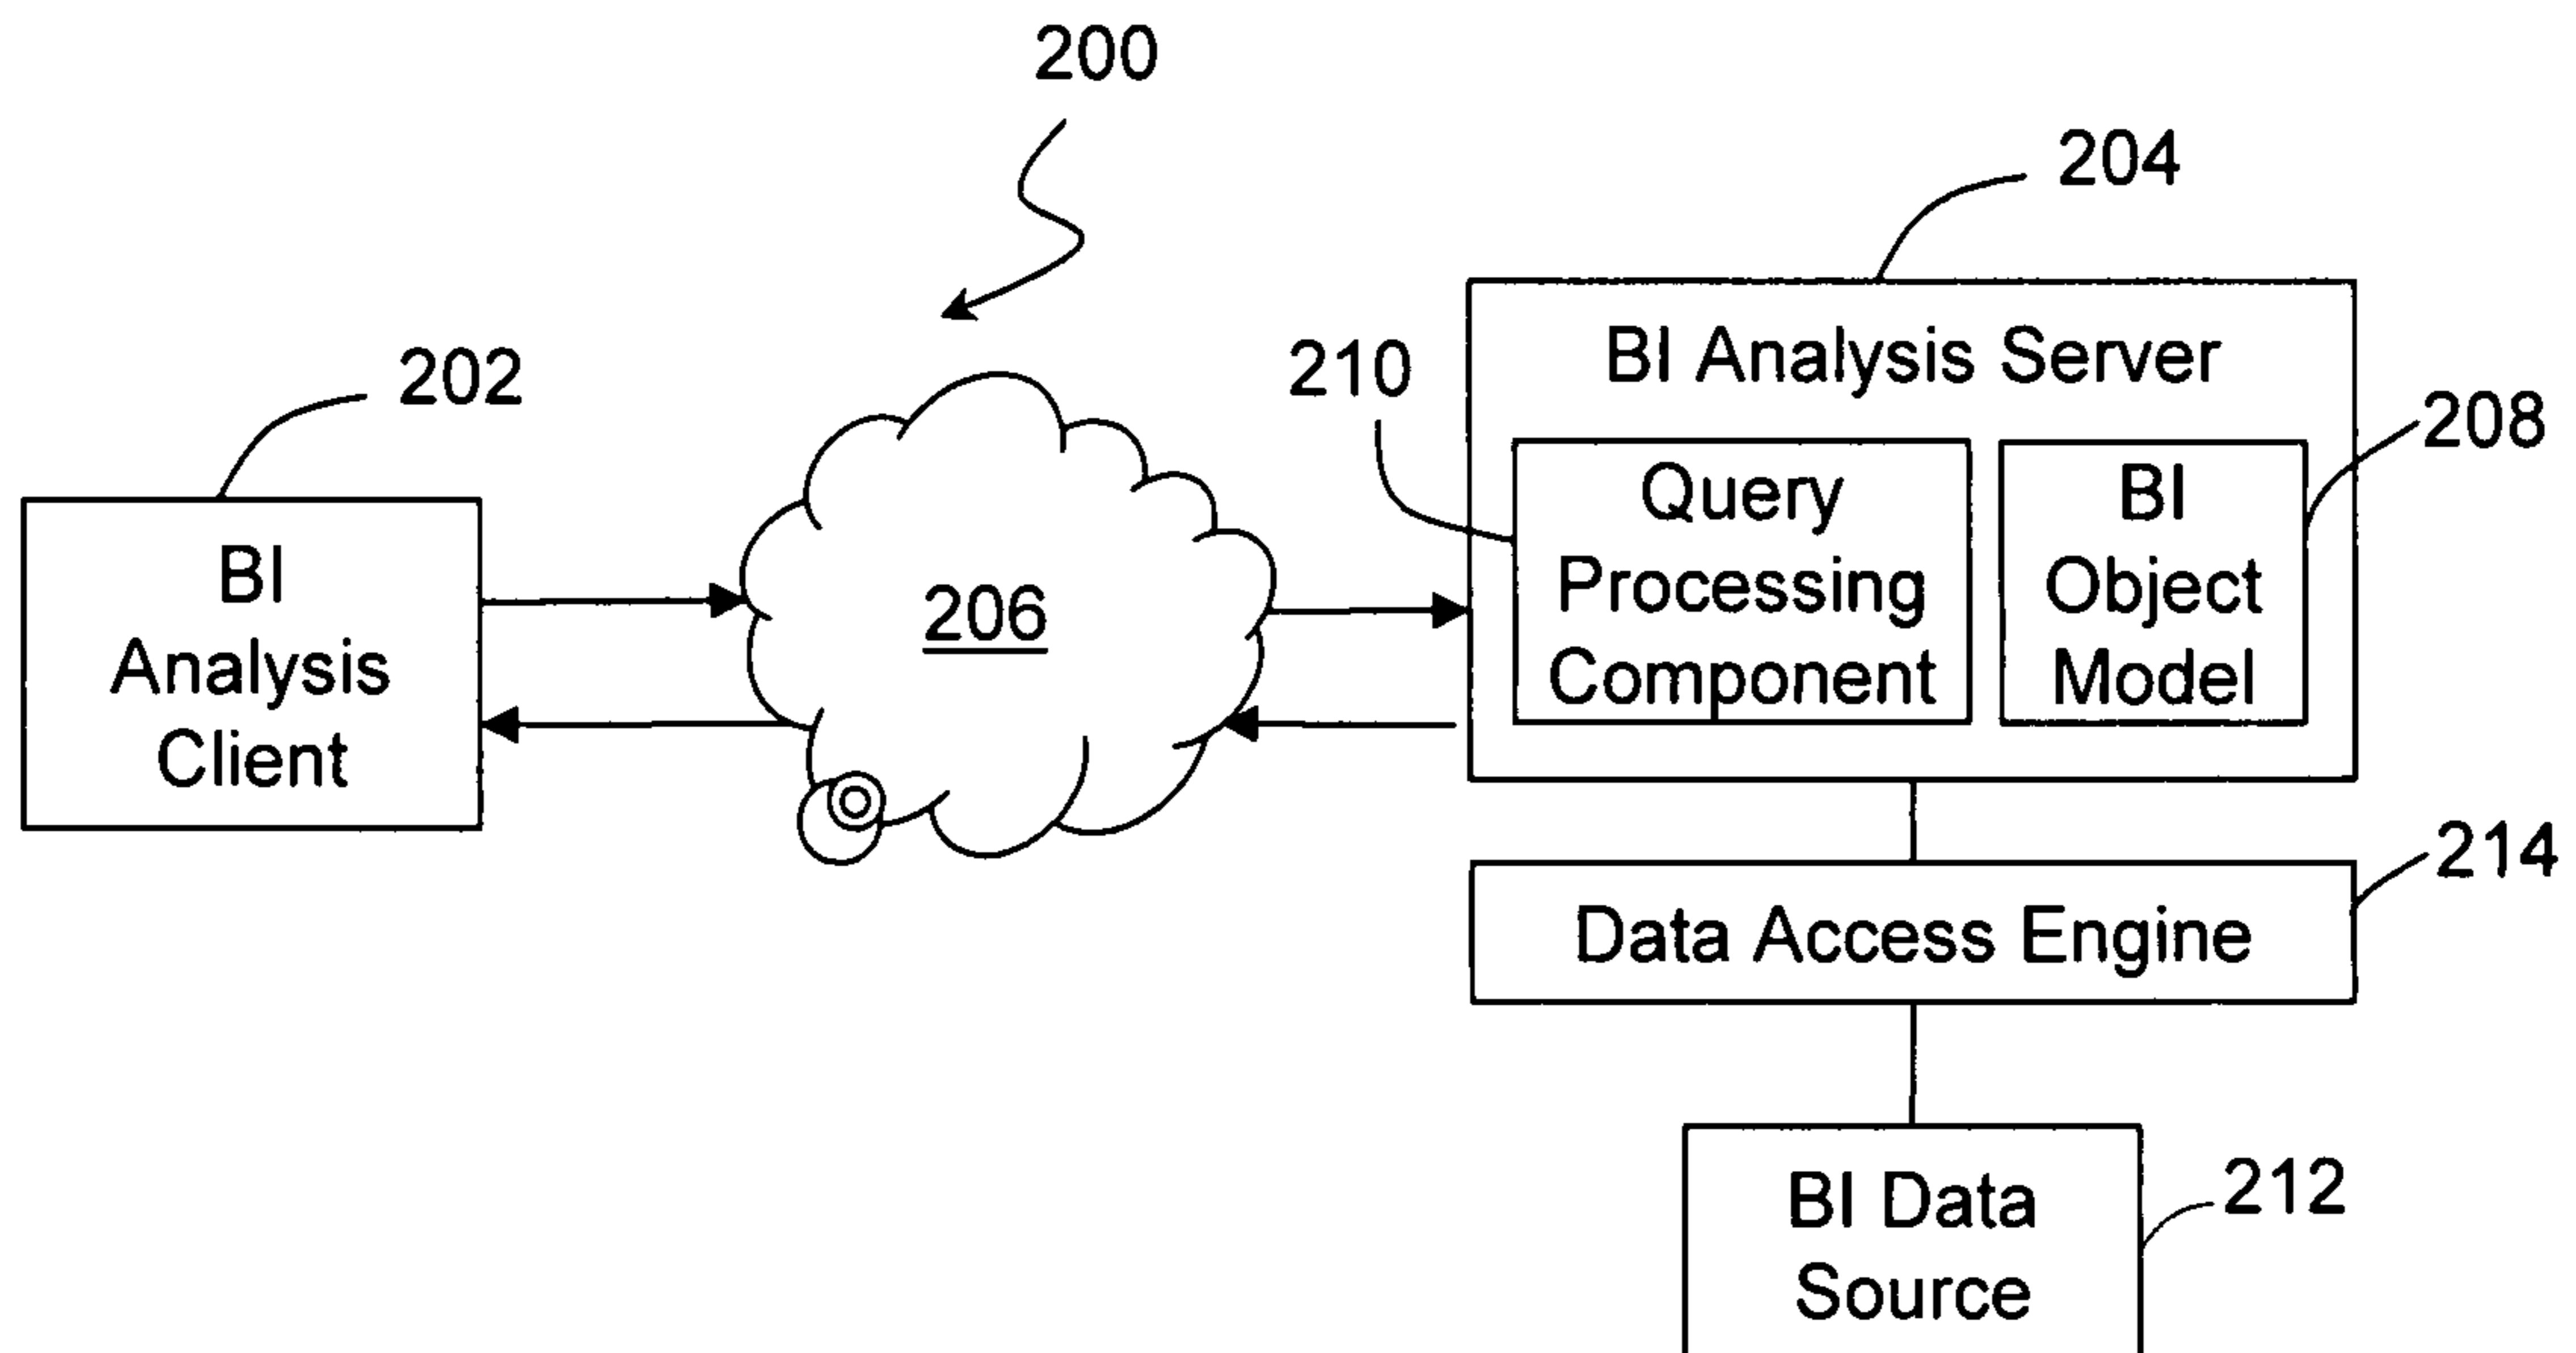 200
204
202
210
BI Analysis Server
208
Query
Processing
Component
BI
Object
Model
BI
Analysis
Client
206
214
Data Access Engine
212
BI Data
Source